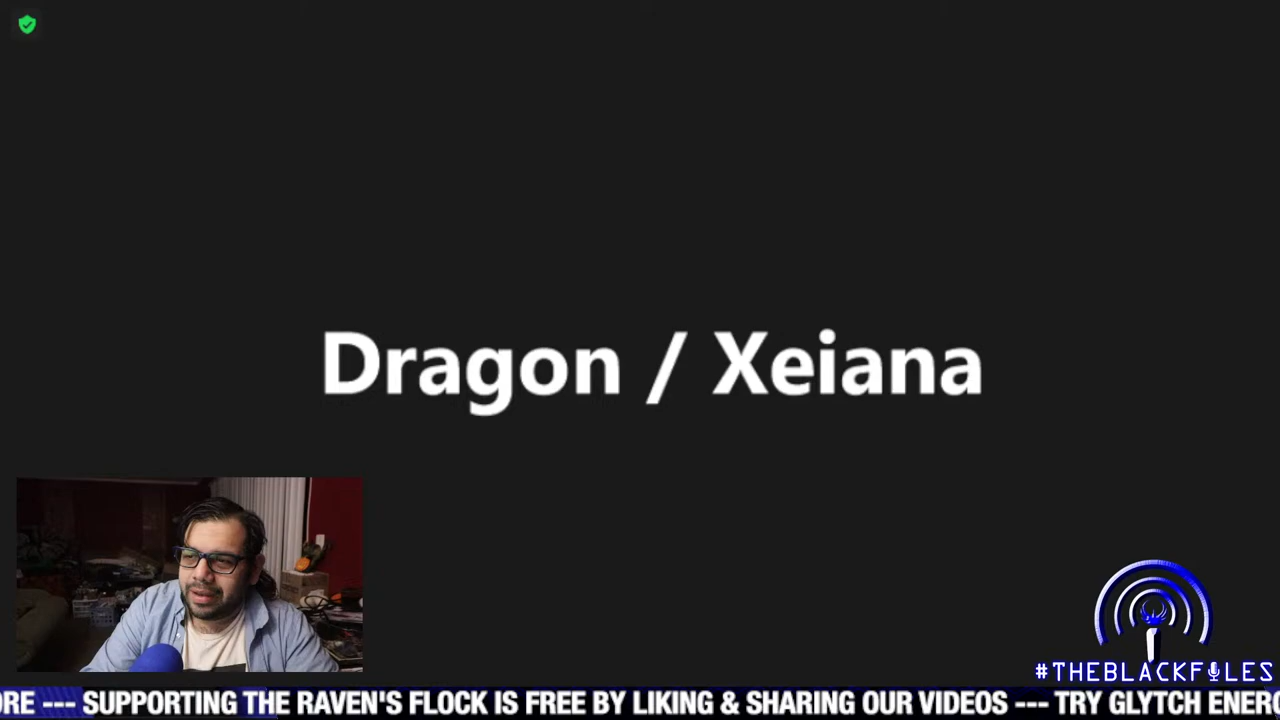 Dragon / Xeiana
#THEBLACKFILES
ORE --- SUPPORTING THE RAVEN'S FLOCK IS FREE BY LIKING & SHARING OUR VIDEOS --- TRY GLYTCH ENERG